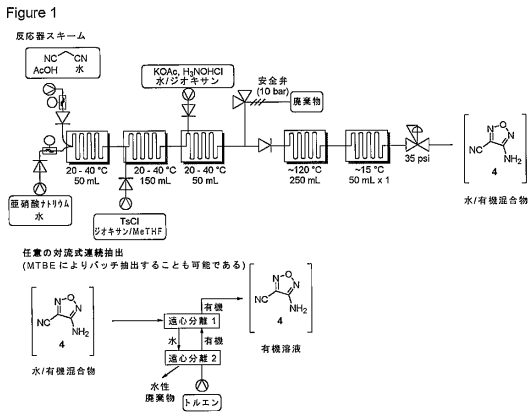 Figure 1
反応器スキーム
NC CN
AcOH 水
KOAc, H₃NOHCl
水/ジオキサン
安全弁
(10 bar)
廃棄物
20 - 40 °C
50 mL
20 - 40 °C
150 mL
20 - 40 °C
50 mL
~120 °C
250 mL
~15 °C
50 mL x 1
35 psi
亜硝酸ナトリウム
水
TsCl
ジオキサン/MeTHF
N O N
NC NH₂
4
水/有機混合物
任意の対流式連続抽出
(MTBEによりバッチ抽出することも可能である)
N O N
NC NH₂
4
水/有機混合物
有機
遠心分離 1
水 有機
遠心分離 2
水性
廃棄物
トルエン
N O N
NC NH₂
4
有機溶液